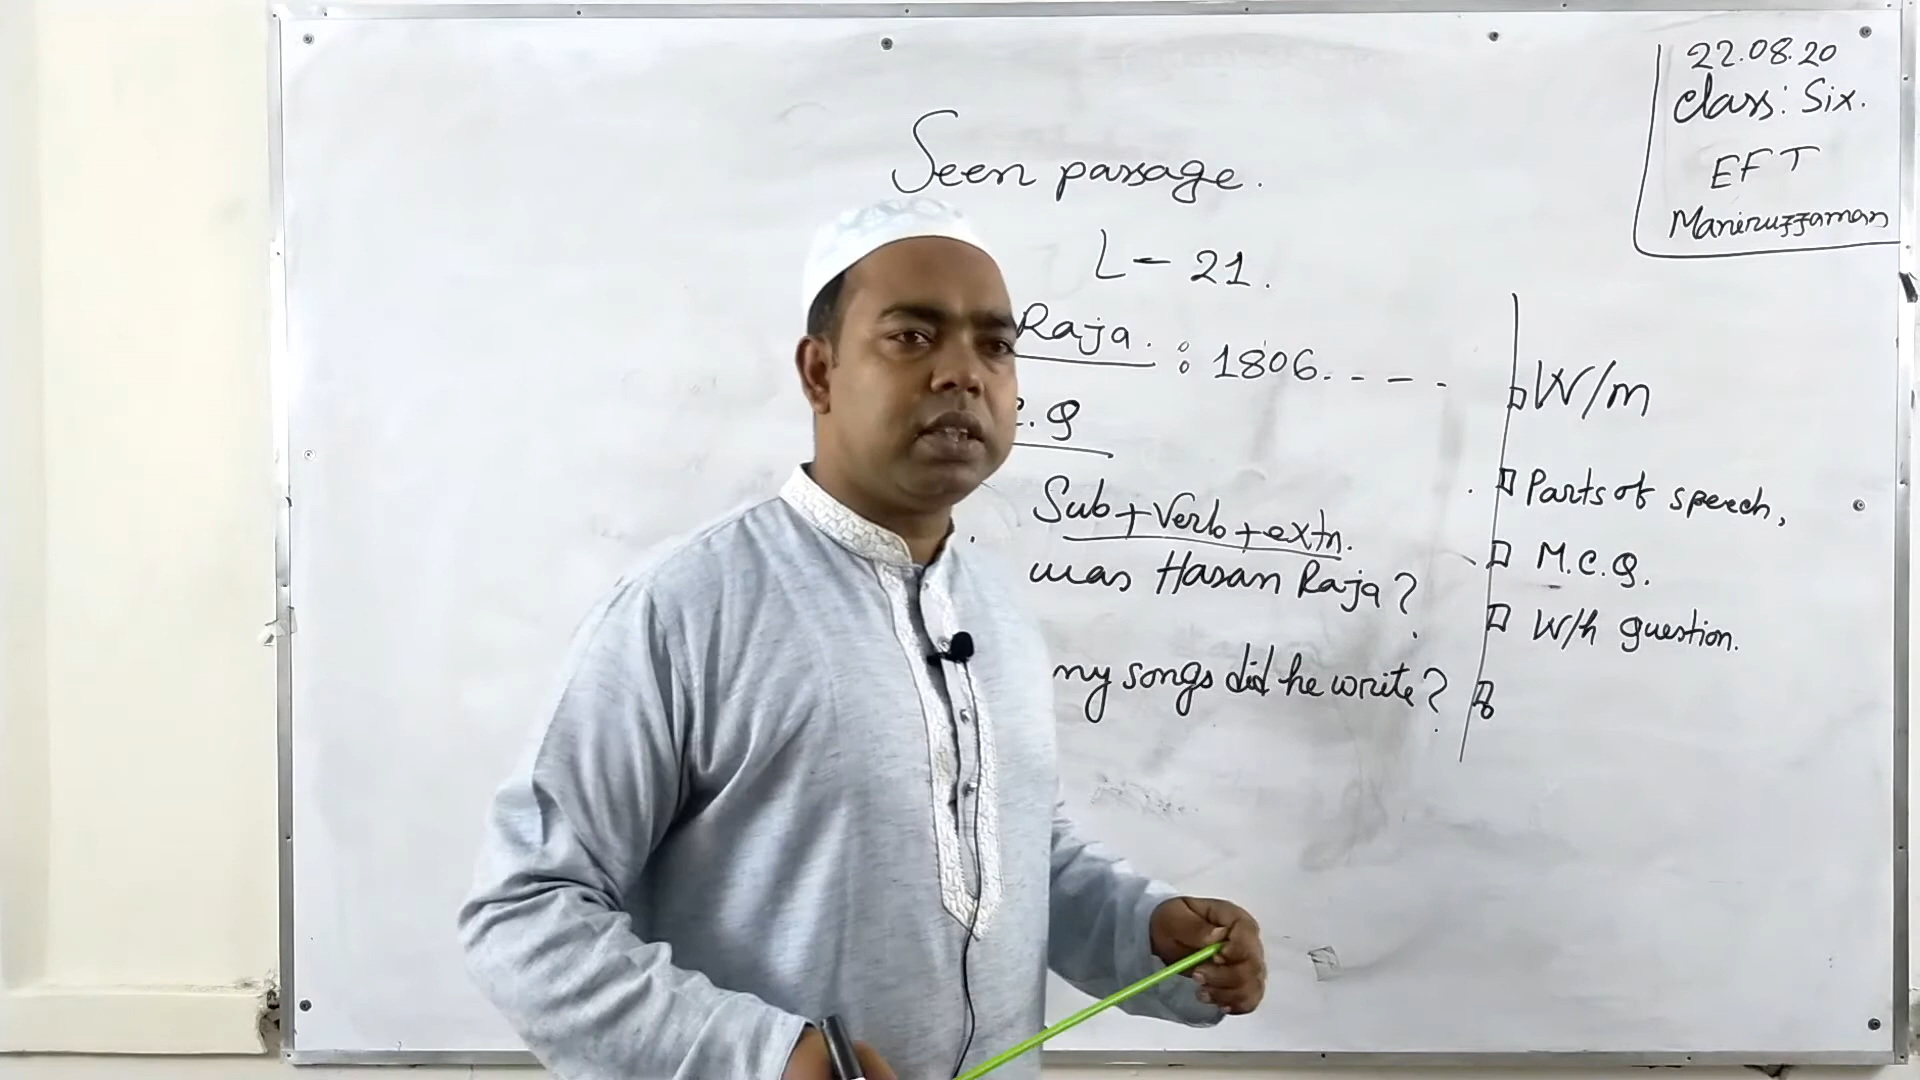 22.08.20
Class: Six.
EFT
Maniruzzaman
Seen passage.
L- 21.
Raja. : 1806. - - - -
.Q
Sub+Verb+extn.
was Hasan Raja?
ny songs did he write?
W/m
Parts of speech,
M.C.Q.
W/h question.